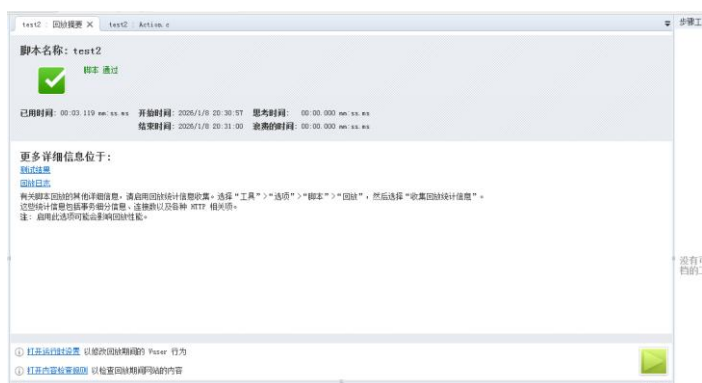 test2 : 回放摘要 × test2 : Action.c
步骤工
脚本名称: test2
脚本 通过
已用时间: 00:03.119 mm:ss.ms 开始时间: 2026/1/8 20:30:57 思考时间: 00:00.000 mm:ss.ms
结束时间: 2026/1/8 20:31:00 浪费的时间: 00:00.000 mm:ss.ms
更多详细信息位于:
测试结果
回放日志
有关脚本回放的其他详细信息，请启用回放统计信息收集。选择“工具”>“选项”>“脚本”>“回放”，然后选择“收集回放统计信息”。
这些统计信息包括事务细分信息、连接数以及各种 HTTP 相关项。
注: 启用此选项可能会影响回放性能。
没有可
档的工
打开运行时设置 以修改回放期间的 Vuser 行为
打开内容检查规则 以检查回放期间网站的内容